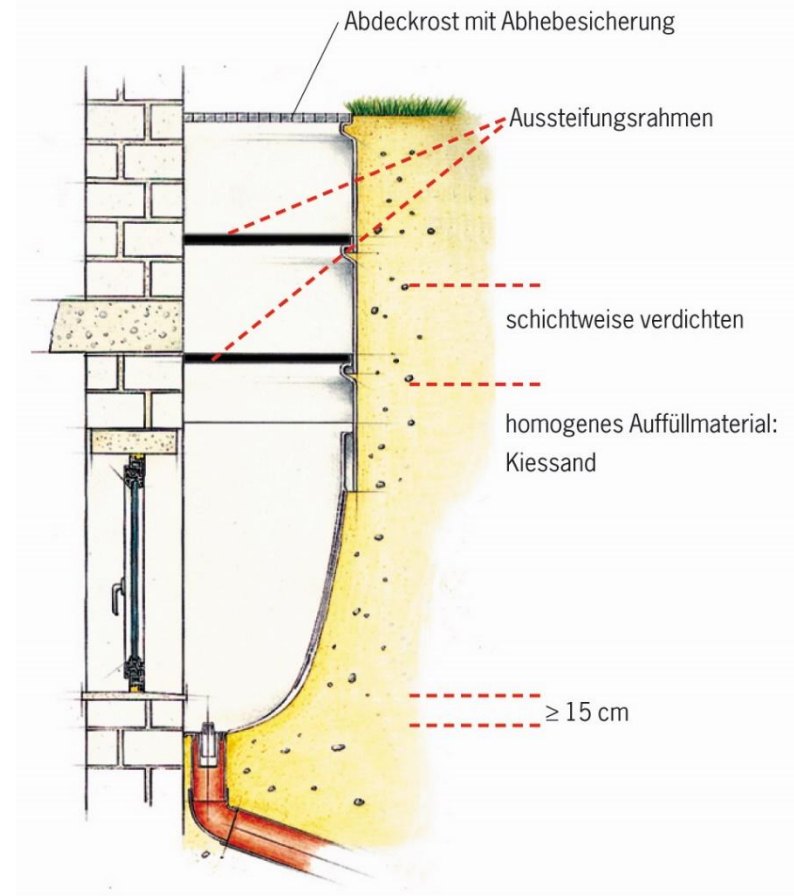 Abdeckrost mit Abhebesicherung
Aussteifungsrahmen
schichtweise verdichten
homogenes Auffüllmaterial:
Kiessand
≥ 15 cm